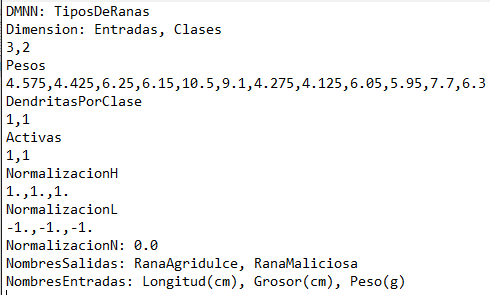 DMNN: TiposDeRanas
Dimension: Entradas, Clases
3,2
Pesos
4.575,4.425,6.25,6.15,10.5,9.1,4.275,4.125,6.05,5.95,7.7,6.3
DendritasPorClase
1,1
Activas
1,1
NormalizacionH
1.,1.,1.
NormalizacionL
-1.,-1.,-1.
NormalizacionN: 0.0
NombresSalidas: RanaAgridulce, RanaMaliciosa
NombresEntradas: Longitud(cm), Grosor(cm), Peso(g)